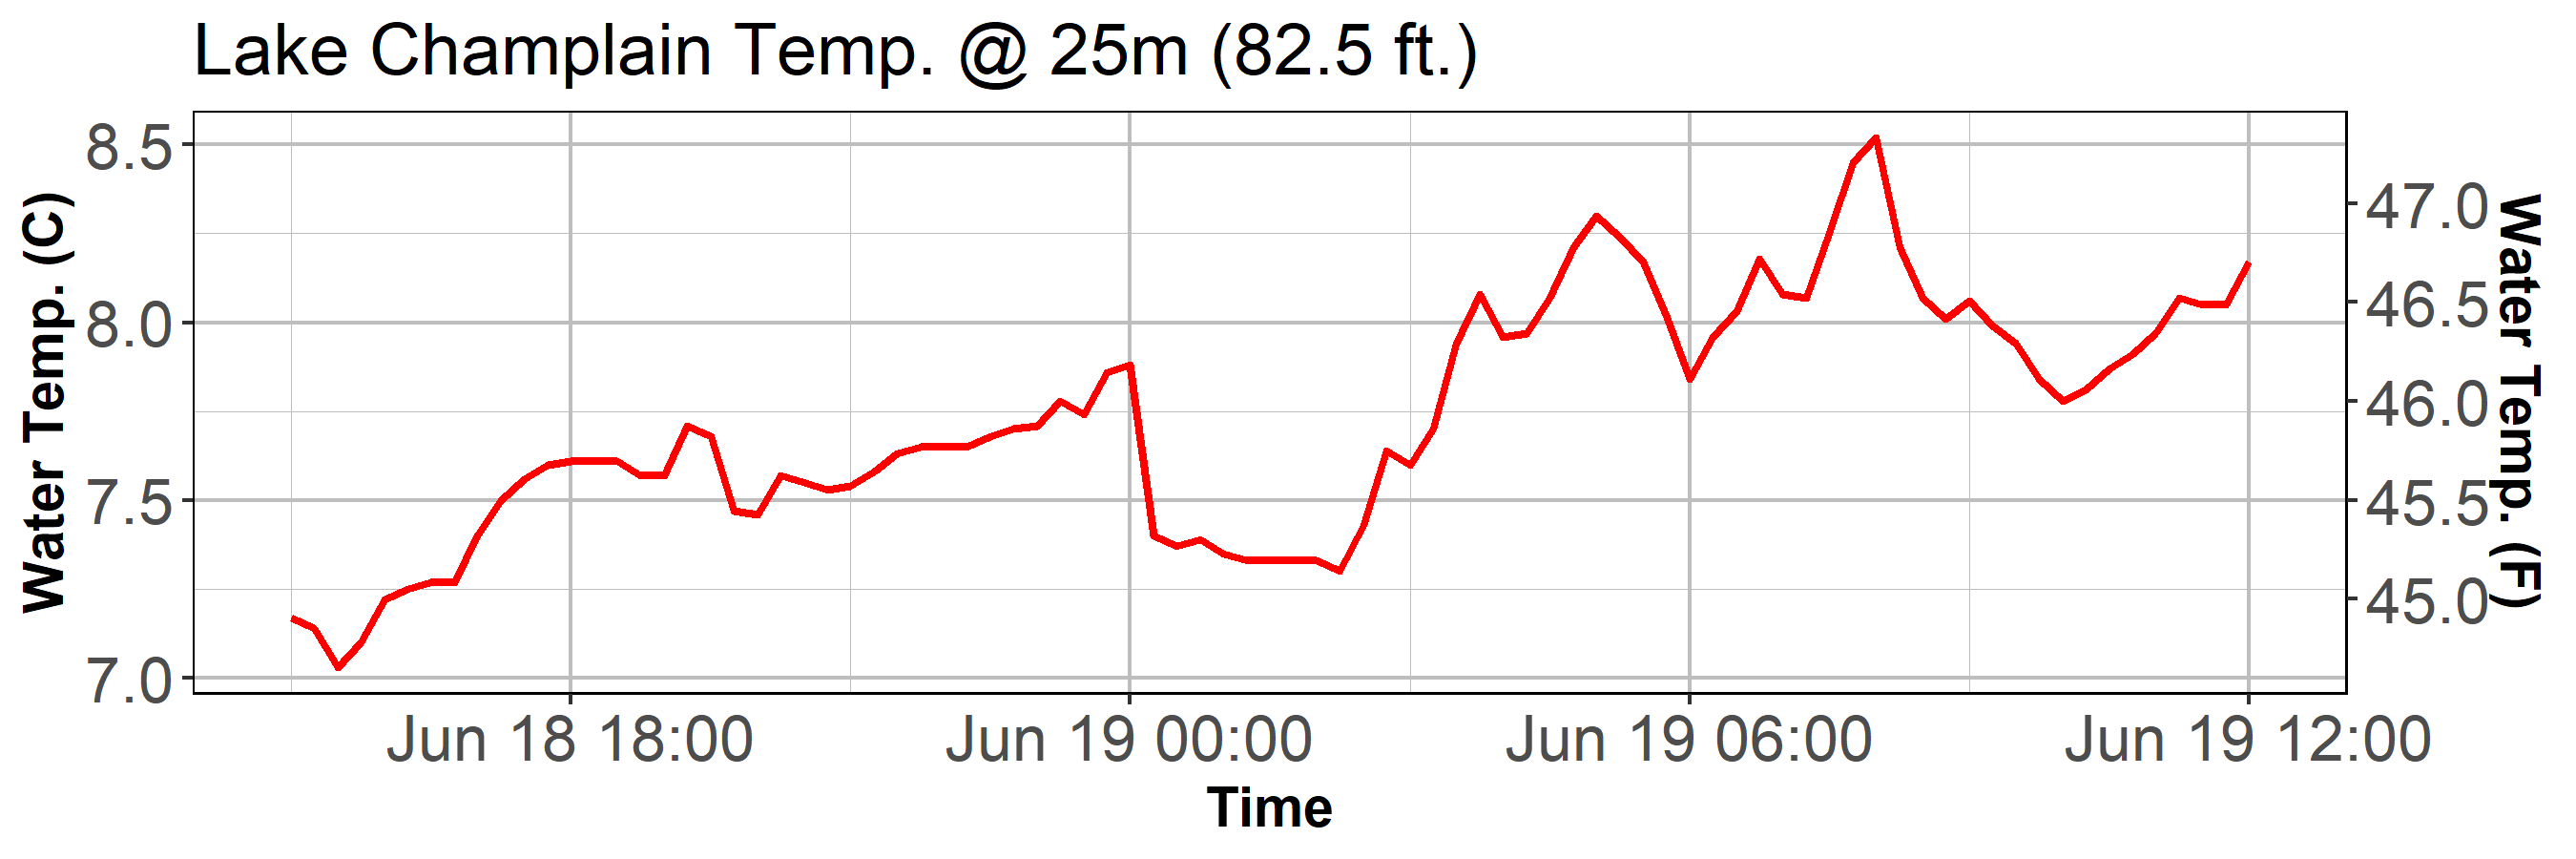 Lake Champlain Temp. @ 25m (82.5 ft.)
Water Temp. (C)
8.5
8.0
7.5
7.0
47.0
46.5
46.0
45.5
45.0
Water Temp. (F)
Jun 18 18:00
Jun 19 00:00
Jun 19 06:00
Jun 19 12:00
Time